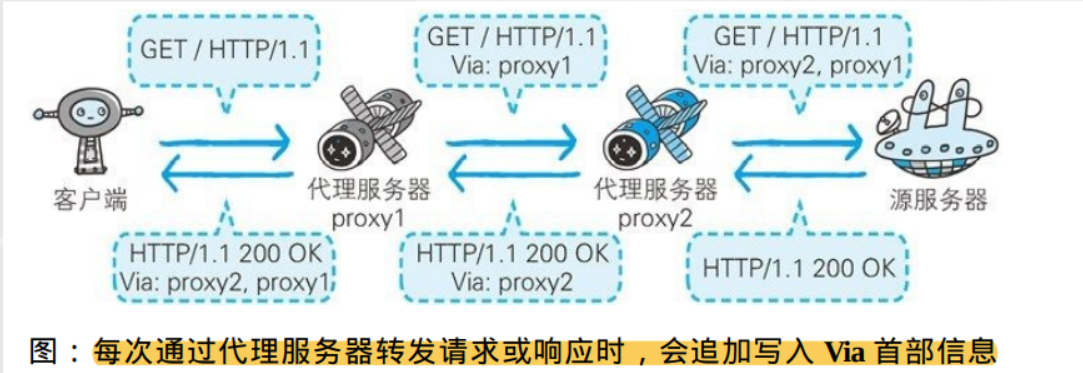 GET / HTTP/1.1
GET / HTTP/1.1
Via: proxy1
GET / HTTP/1.1
Via: proxy2, proxy1
客户端
代理服务器
proxy1
代理服务器
proxy2
源服务器
HTTP/1.1 200 OK
Via: proxy2, proxy1
HTTP/1.1 200 OK
Via: proxy2
HTTP/1.1 200 OK
图：每次通过代理服务器转发请求或响应时，会追加写入 Via 首部信息